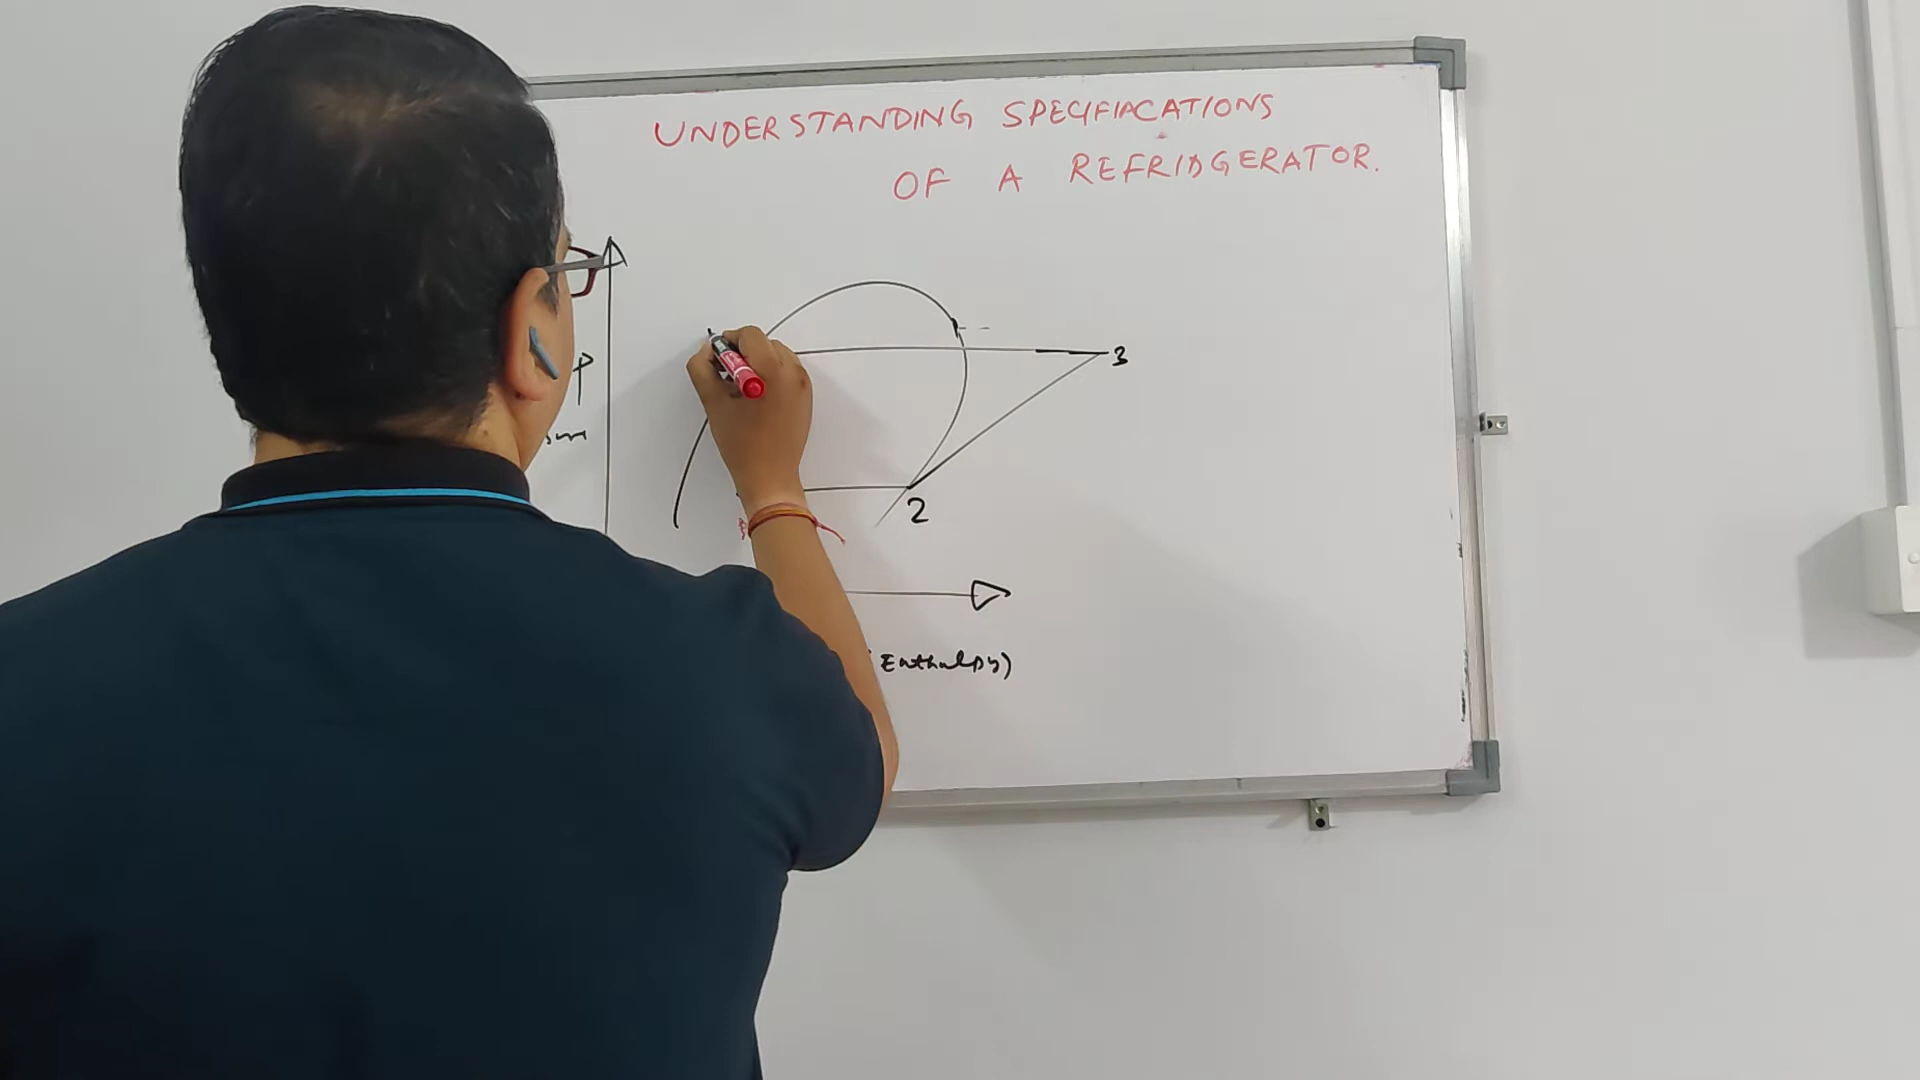 UNDERSTANDING SPECIFIACATIONS
OF A REFRIDGERATOR.
3
2
(Enthalpy)